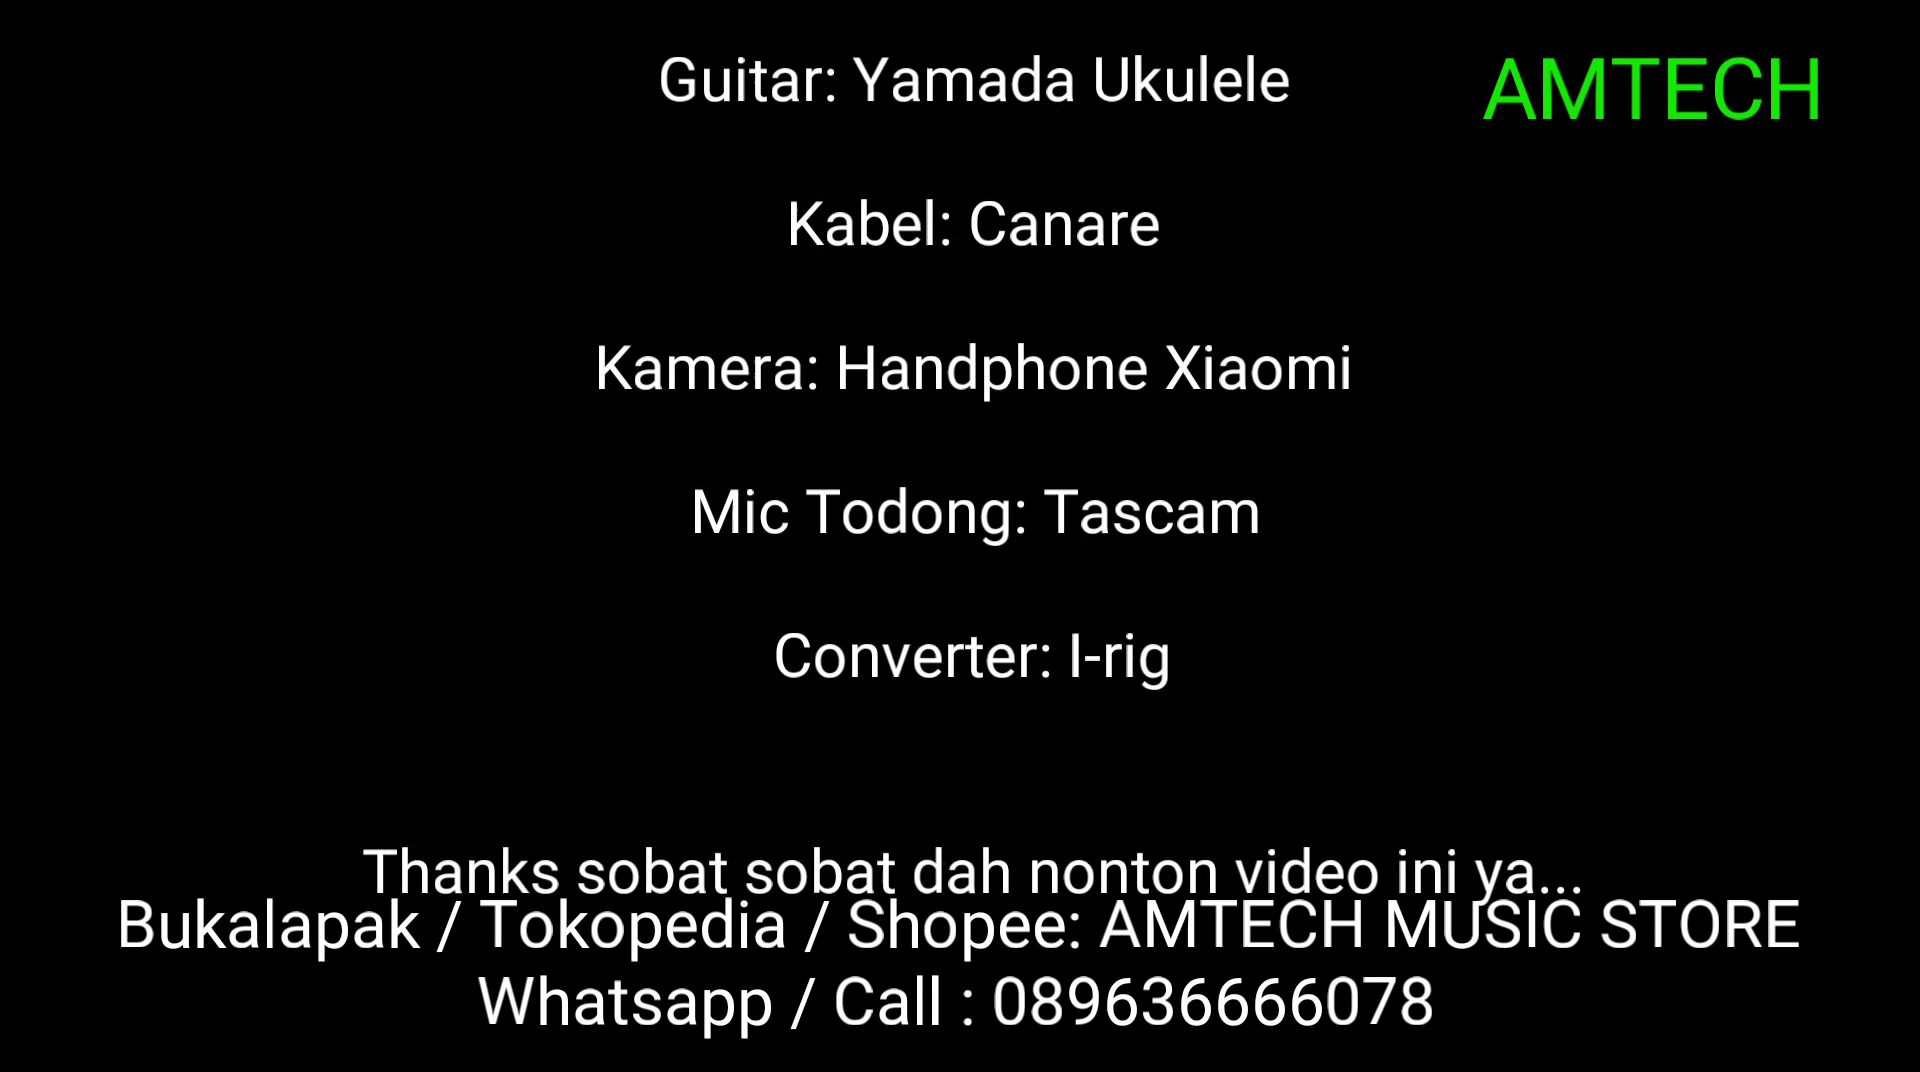 Guitar: Yamada Ukulele
AMTECH
Kabel: Canare
Kamera: Handphone Xiaomi
Mic Todong: Tascam
Converter: I-rig
Thanks sobat sobat dah nonton video ini ya...
Bukalapak / Tokopedia / Shopee: AMTECH MUSIC STORE
Whatsapp / Call : 089636666078